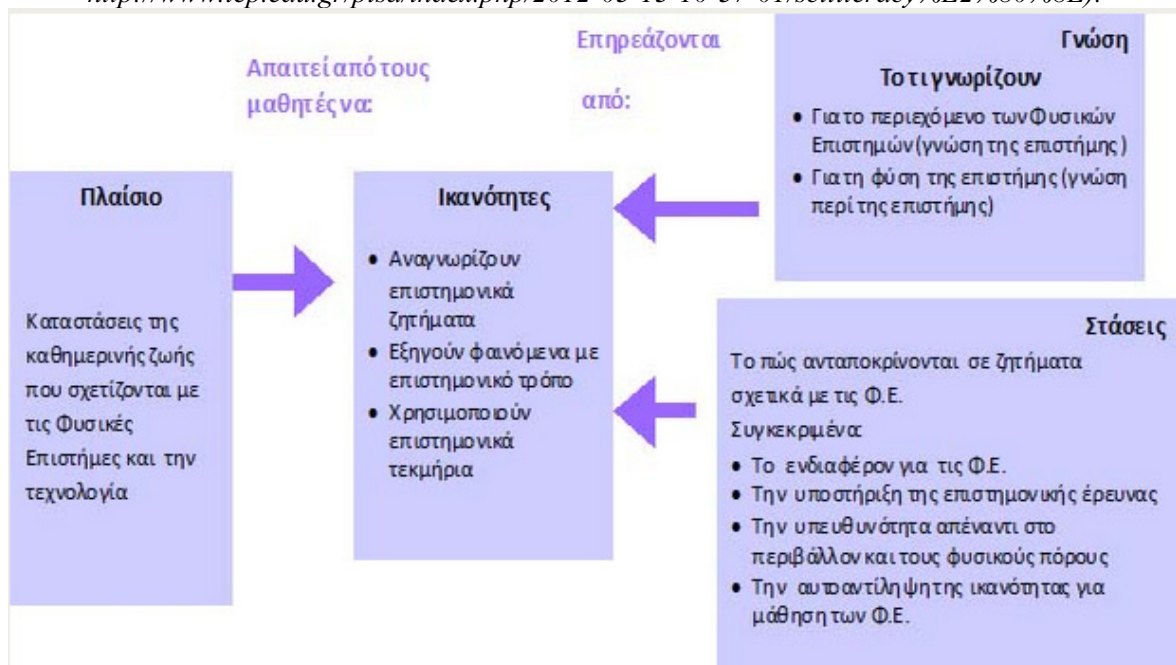 Απαιτεί από τους
μαθητές να:
Επηρεάζονται
από:
Πλαίσιο
Καταστάσεις της
καθημερινής ζωής
που σχετίζονται με
τις Φυσικές
Επιστήμες και την
τεχνολογία
Ικανότητες
• Αναγνωρίζουν
επιστημονικά
ζητήματα
• Εξηγούν φαινόμενα με
επιστημονικό τρόπο
• Χρησιμοποιούν
επιστημονικά
τεκμήρια
Γνώση
Το τι γνωρίζουν
• Για το περιεχόμενο των Φυσικών
Επιστημών (γνώση της επιστήμης)
• Για τη φύση της επιστήμης (γνώση
περί της επιστήμης)
Στάσεις
Το πώς ανταποκρίνονται σε ζητήματα
σχετικά με τις Φ.Ε.
Συγκεκριμένα:
• Το ενδιαφέρον για τις Φ.Ε.
• Την υποστήριξη της επιστημονικής έρευνας
• Την υπευθυνότητα απέναντι στο
περιβάλλον και τους φυσικούς πόρους
• Την αυτοαντίληψη της ικανότητας για
μάθηση των Φ.Ε.